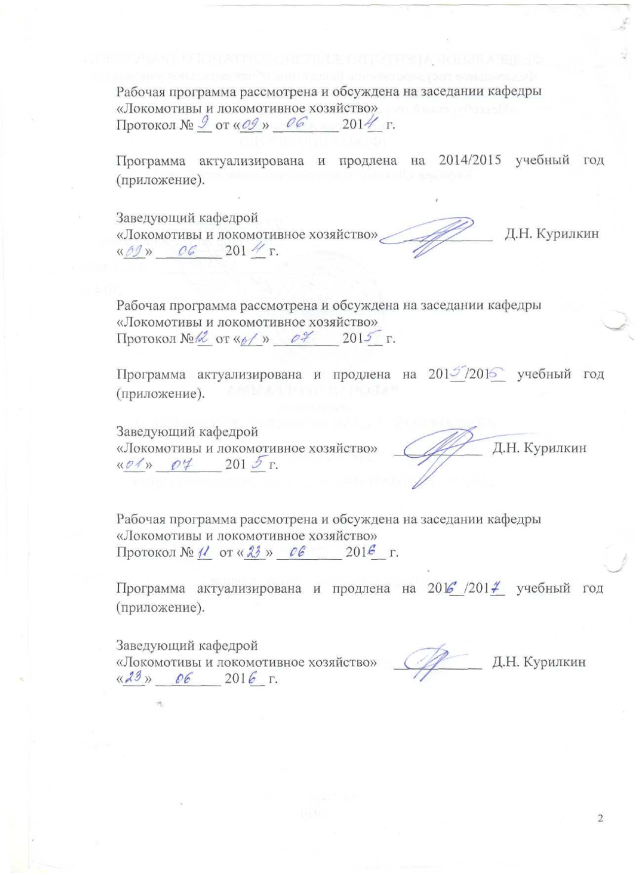 Рабочая программа рассмотрена и обсуждена на заседании кафедры
«Локомотивы и локомотивное хозяйство»
Протокол № 9 от «09» 06 2014 г.
Программа актуализирована и продлена на 2014/2015 учебный год
(приложение).
Заведующий кафедрой
«Локомотивы и локомотивное хозяйство» Д.Н. Курилкин
«09» 06 2014 г.
Рабочая программа рассмотрена и обсуждена на заседании кафедры
«Локомотивы и локомотивное хозяйство»
Протокол № 12 от «01» 07 2015 г.
Программа актуализирована и продлена на 2015/2016 учебный год
(приложение).
Заведующий кафедрой
«Локомотивы и локомотивное хозяйство» Д.Н. Курилкин
«01» 07 2015 г.
Рабочая программа рассмотрена и обсуждена на заседании кафедры
«Локомотивы и локомотивное хозяйство»
Протокол № 11 от «23» 06 2016 г.
Программа актуализирована и продлена на 2016/2017 учебный год
(приложение).
Заведующий кафедрой
«Локомотивы и локомотивное хозяйство» Д.Н. Курилкин
«23» 06 2016 г.
2